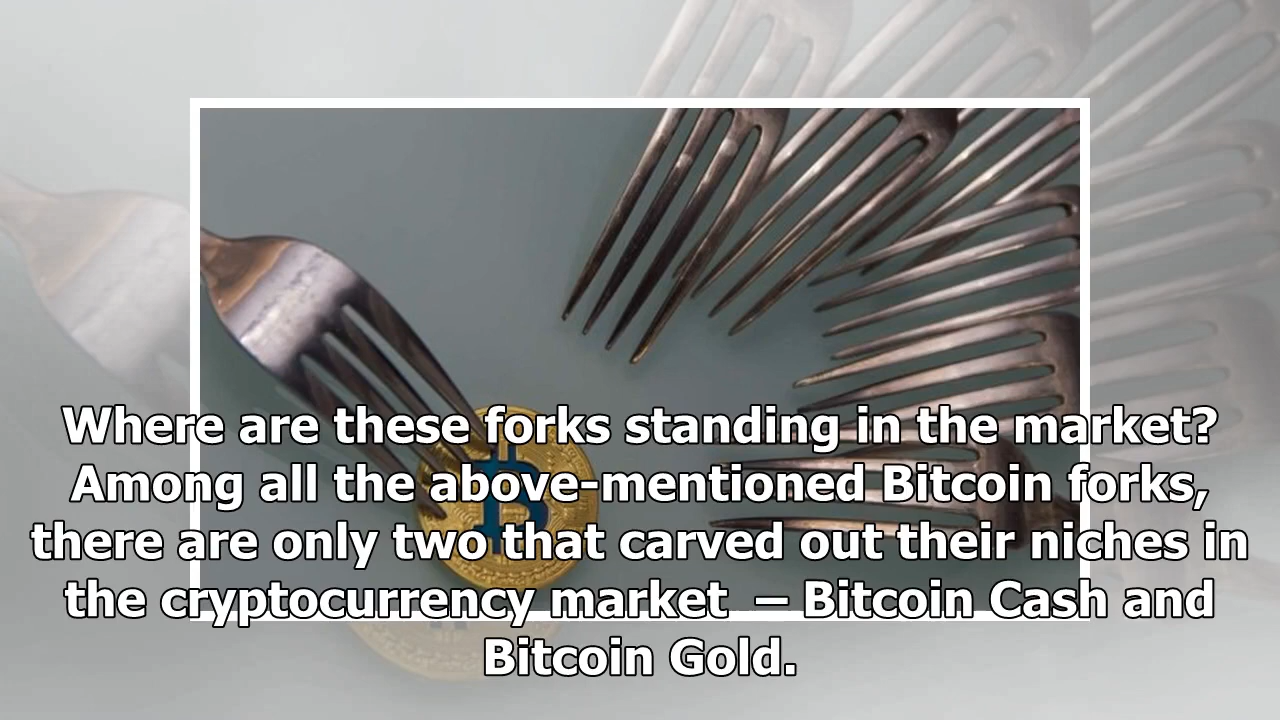 Where are these forks standing in the market?
Among all the above-mentioned Bitcoin forks,
there are only two that carved out their niches in
the cryptocurrency market  – Bitcoin Cash and
Bitcoin Gold.